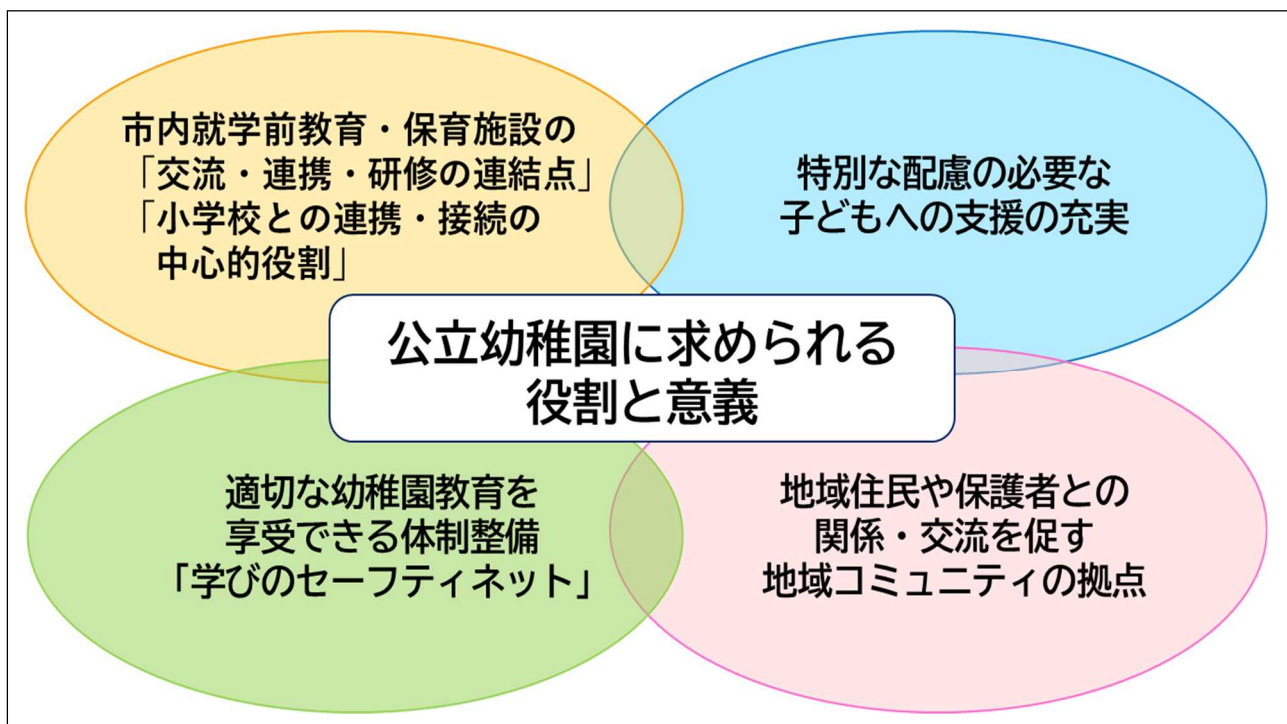 市内就学前教育・保育施設の
「交流・連携・研修の連結点」
「小学校との連携・接続の
中心的役割」
特別な配慮の必要な
子どもへの支援の充実
公立幼稚園に求められる
役割と意義
適切な幼稚園教育を
享受できる体制整備
「学びのセーフティネット」
地域住民や保護者との
関係・交流を促す
地域コミュニティの拠点